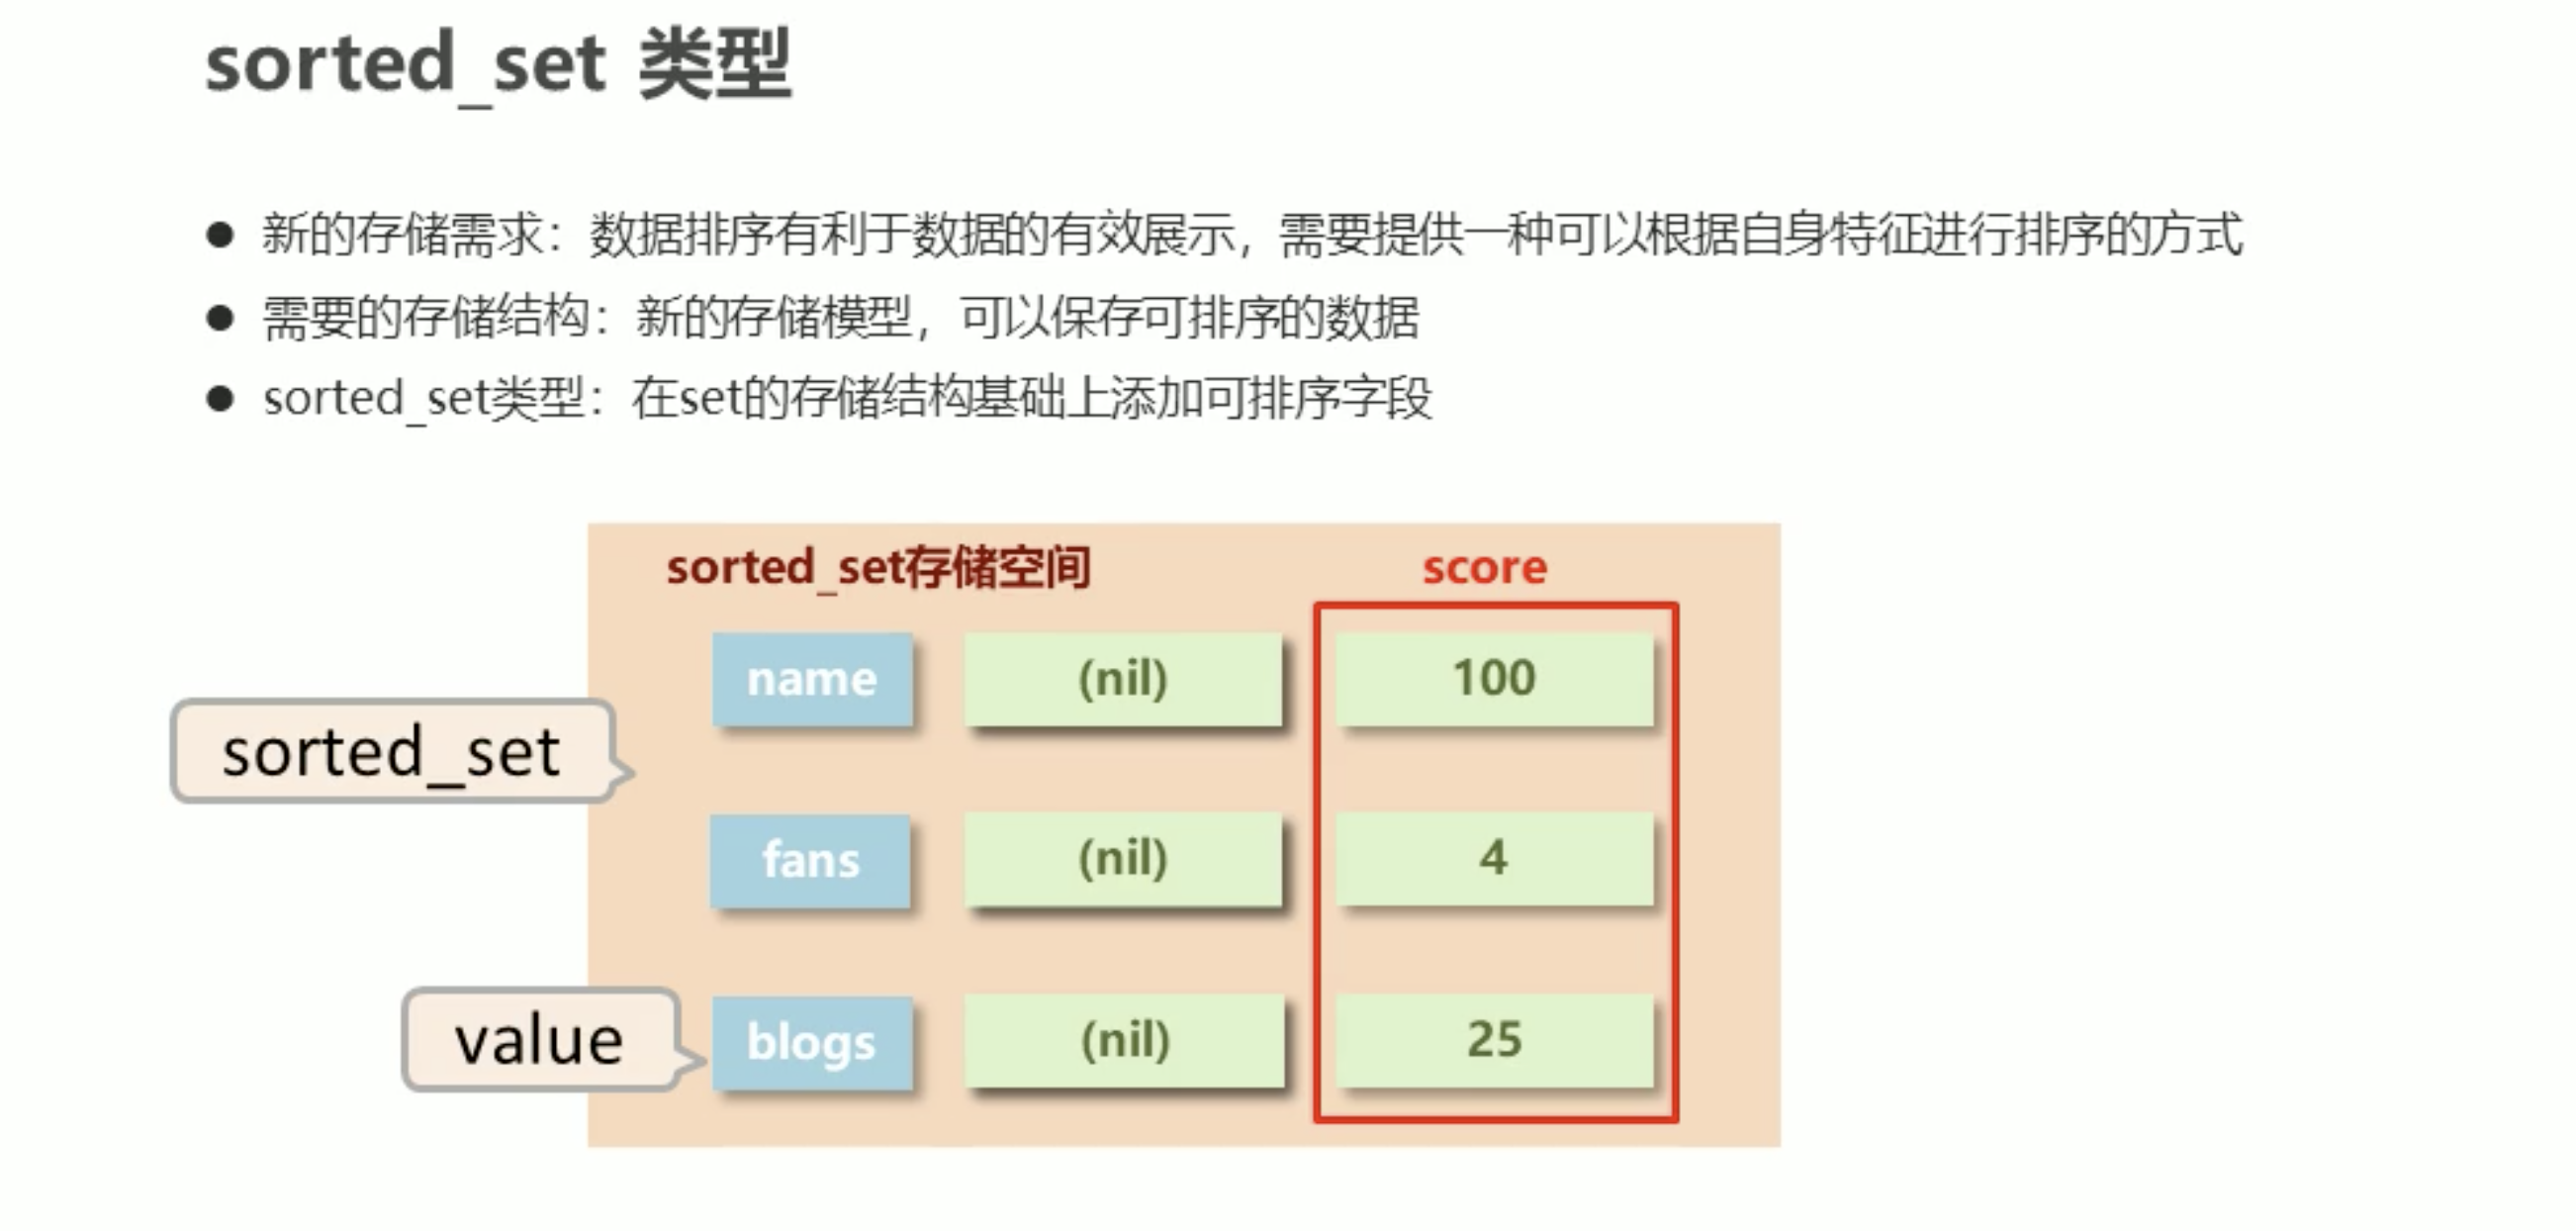 sorted_set 类型
● 新的存储需求：数据排序有利于数据的有效展示，需要提供一种可以根据自身特征进行排序的方式
● 需要的存储结构：新的存储模型，可以保存可排序的数据
● sorted_set类型：在set的存储结构基础上添加可排序字段
sorted_set存储空间 score
name (nil) 100
sorted_set
fans (nil) 4
value blogs (nil) 25